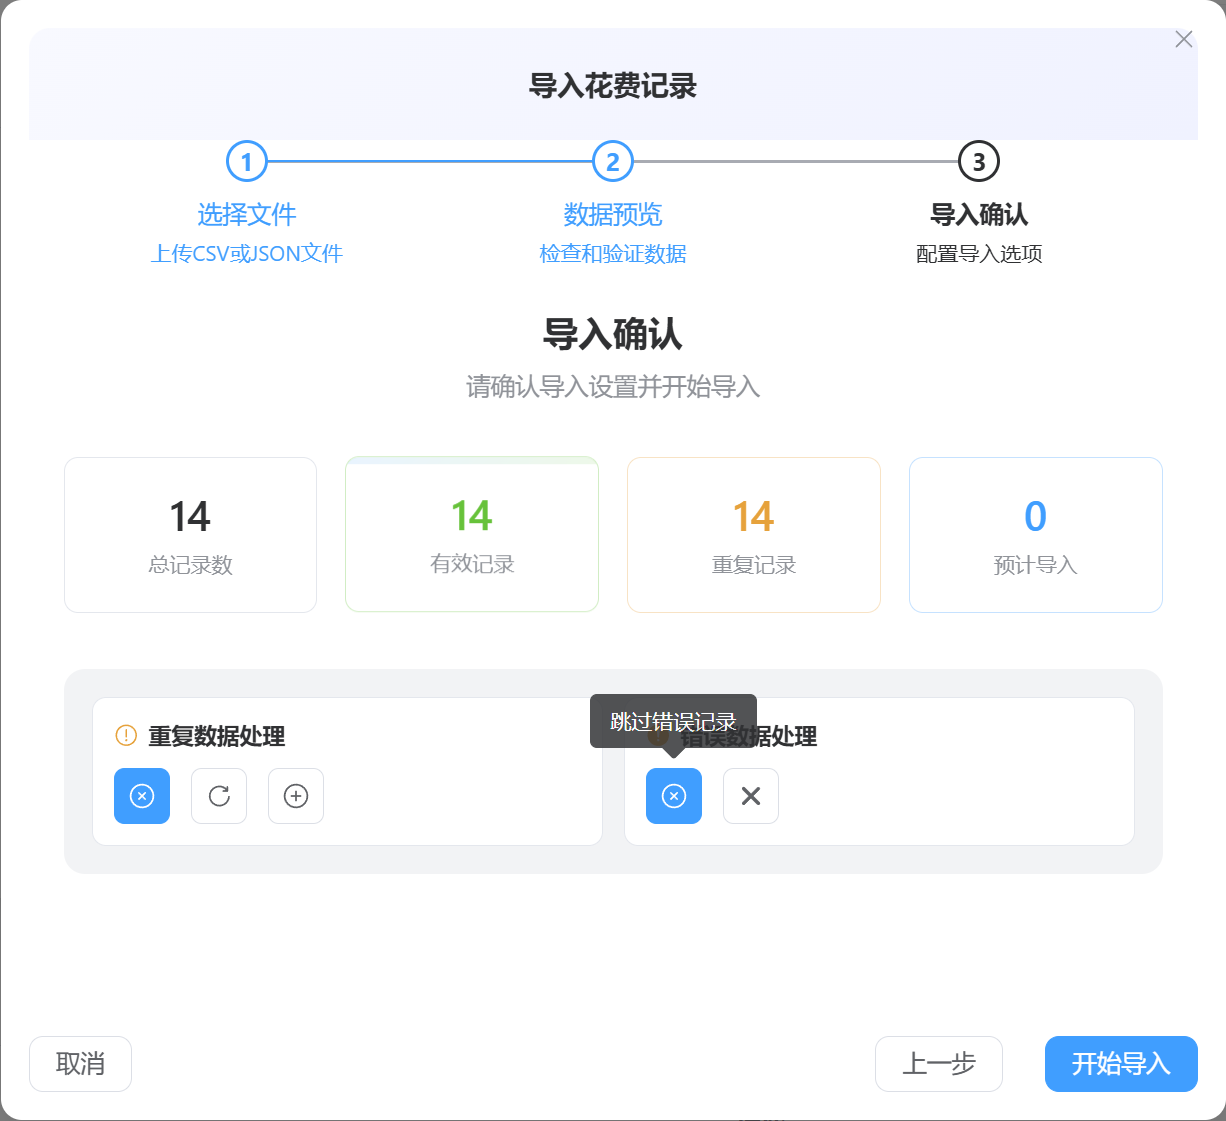 导入花费记录
1
2
3
选择文件
数据预览
导入确认
上传CSV或JSON文件
检查和验证数据
配置导入选项
导入确认
请确认导入设置并开始导入
14
总记录数
14
有效记录
14
重复记录
0
预计导入
跳过错误记录
重复数据处理
错误数据处理
取消
上一步
开始导入